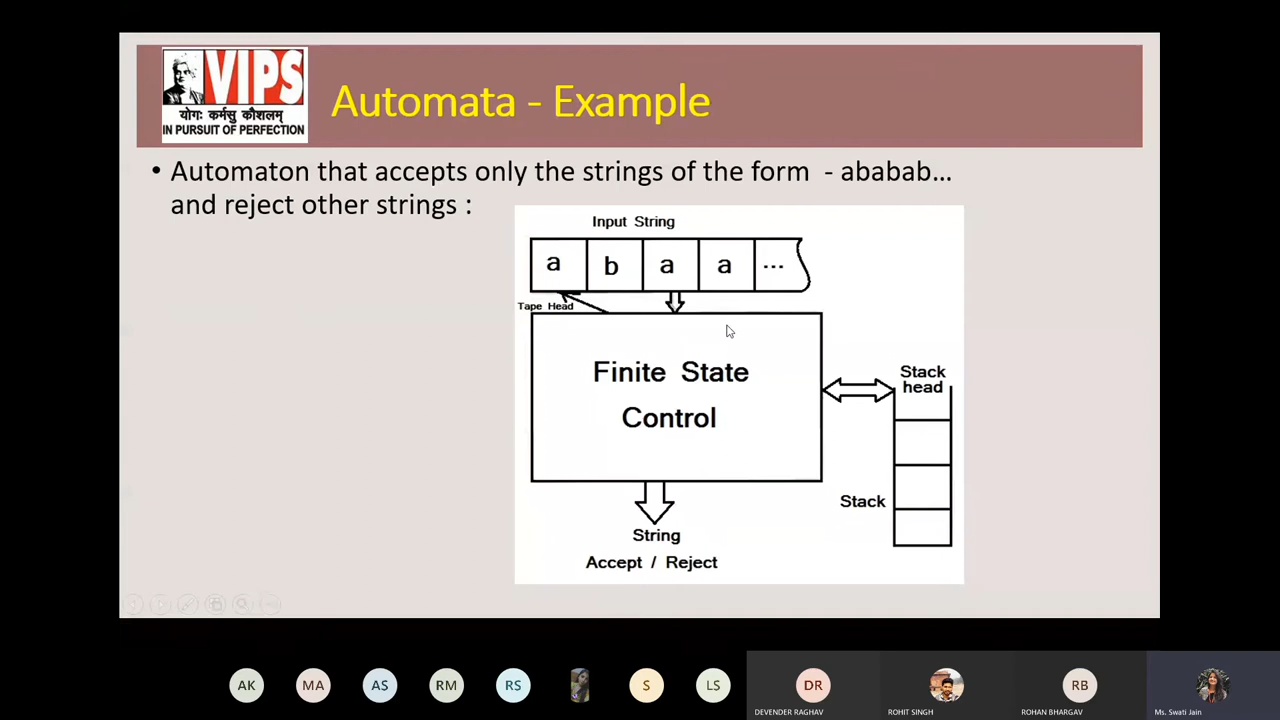 VIPS
योगः कर्मसु कौशलम्
IN PURSUIT OF PERFECTION
Automata - Example
• Automaton that accepts only the strings of the form - ababab...
and reject other strings :
Input String
a b a a ...
Tape Head
Finite State
Control
Stack
head
Stack
String
Accept / Reject
AK MA AS RM RS S LS DR RB
DEVENDER RAGHAV ROHIT SINGH ROHAN BHARGAV Ms. Swati Jain